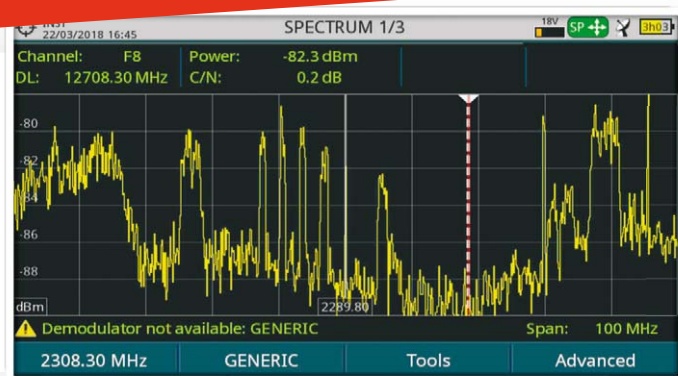 22/03/2018 16:45
SPECTRUM 1/3
18V
SP
3h03
Channel: F8 Power: -82.3 dBm
DL: 12708.30 MHz C/N: 0.2 dB
-80
-82
-84
-86
-88
dBm
2289.80
Demodulator not available: GENERIC
Span: 100 MHz
2308.30 MHz GENERIC Tools Advanced